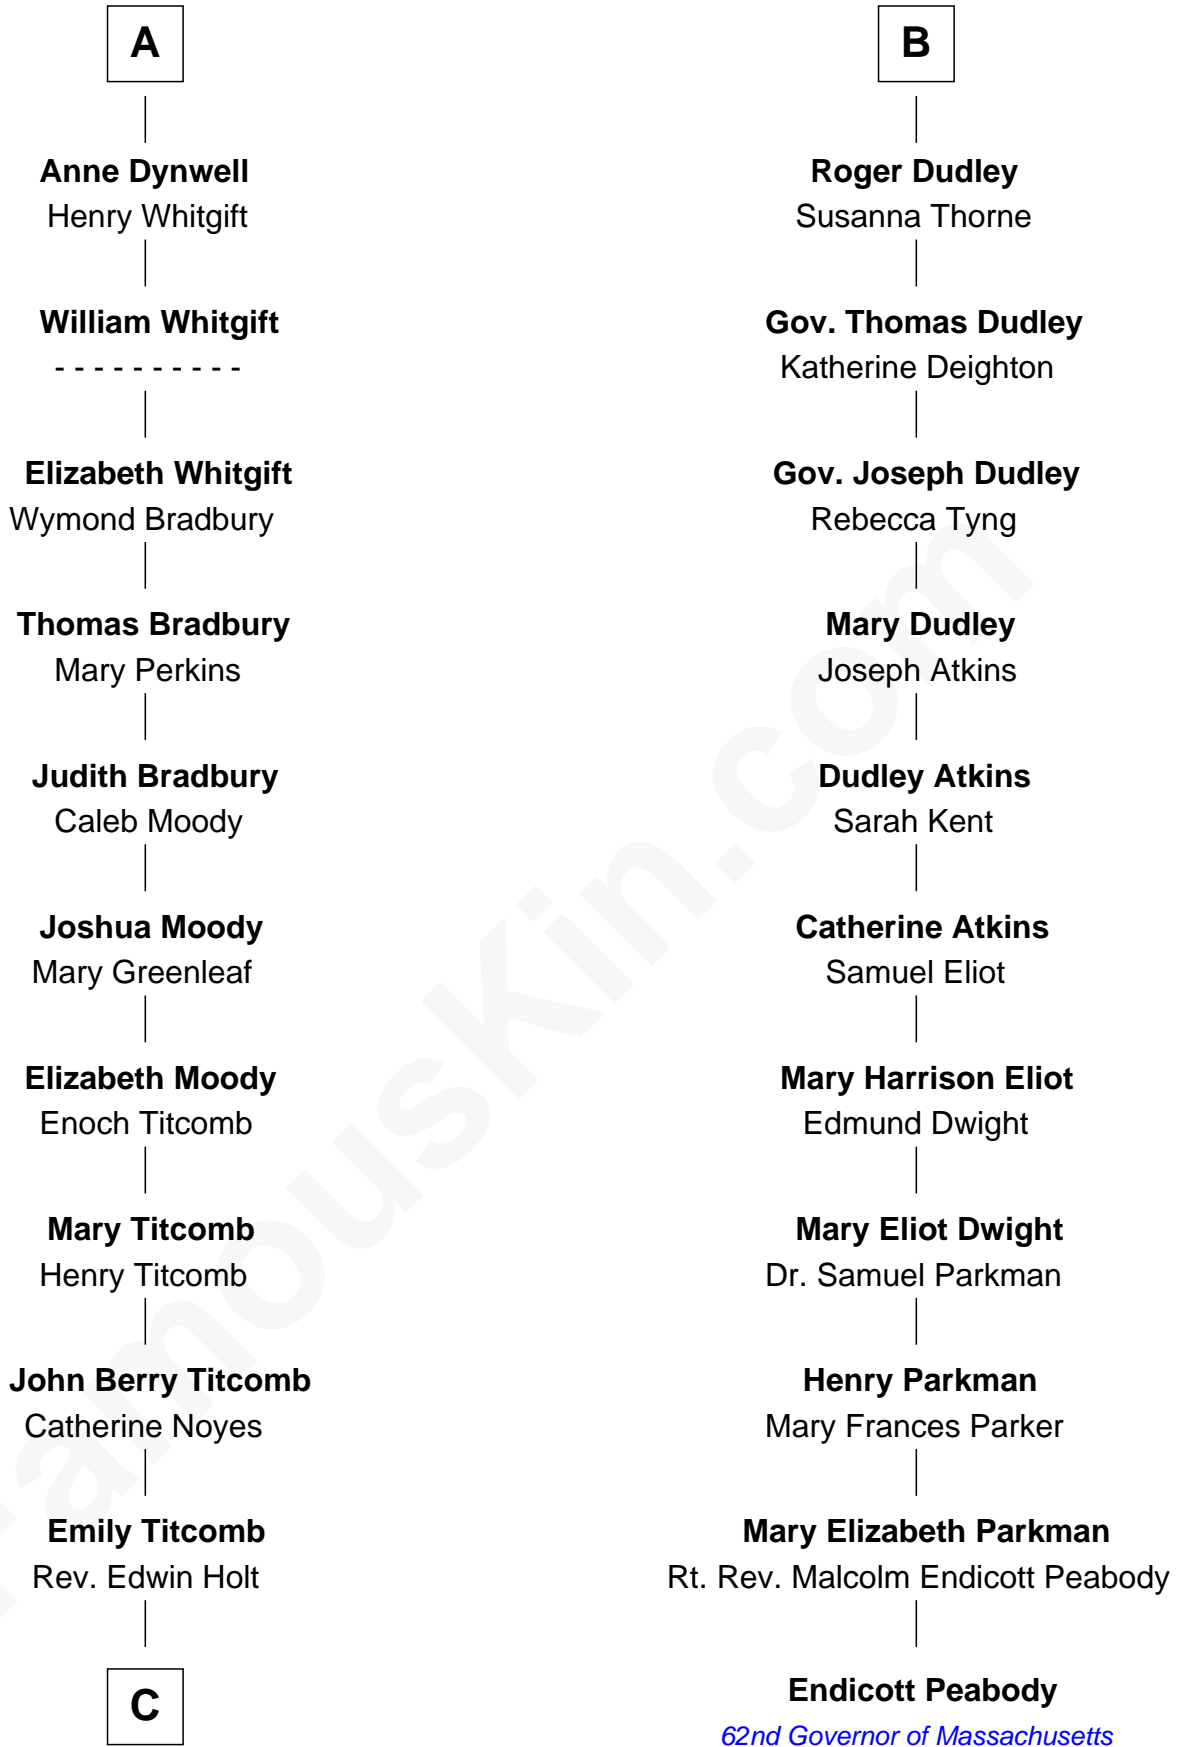 A
Anne Dynwell
Henry Whitgift
William Whitgift
- - - - - - - - - -
Elizabeth Whitgift
Wymond Bradbury
Thomas Bradbury
Mary Perkins
Judith Bradbury
Caleb Moody
Joshua Moody
Mary Greenleaf
Elizabeth Moody
Enoch Titcomb
Mary Titcomb
Henry Titcomb
John Berry Titcomb
Catherine Noyes
Emily Titcomb
Rev. Edwin Holt
C
B
Roger Dudley
Susanna Thorne
Gov. Thomas Dudley
Katherine Deighton
Gov. Joseph Dudley
Rebecca Tyng
Mary Dudley
Joseph Atkins
Dudley Atkins
Sarah Kent
Catherine Atkins
Samuel Eliot
Mary Harrison Eliot
Edmund Dwight
Mary Eliot Dwight
Dr. Samuel Parkman
Henry Parkman
Mary Frances Parker
Mary Elizabeth Parkman
Rt. Rev. Malcolm Endicott Peabody
Endicott Peabody
62nd Governor of Massachusetts
FamousKin.com